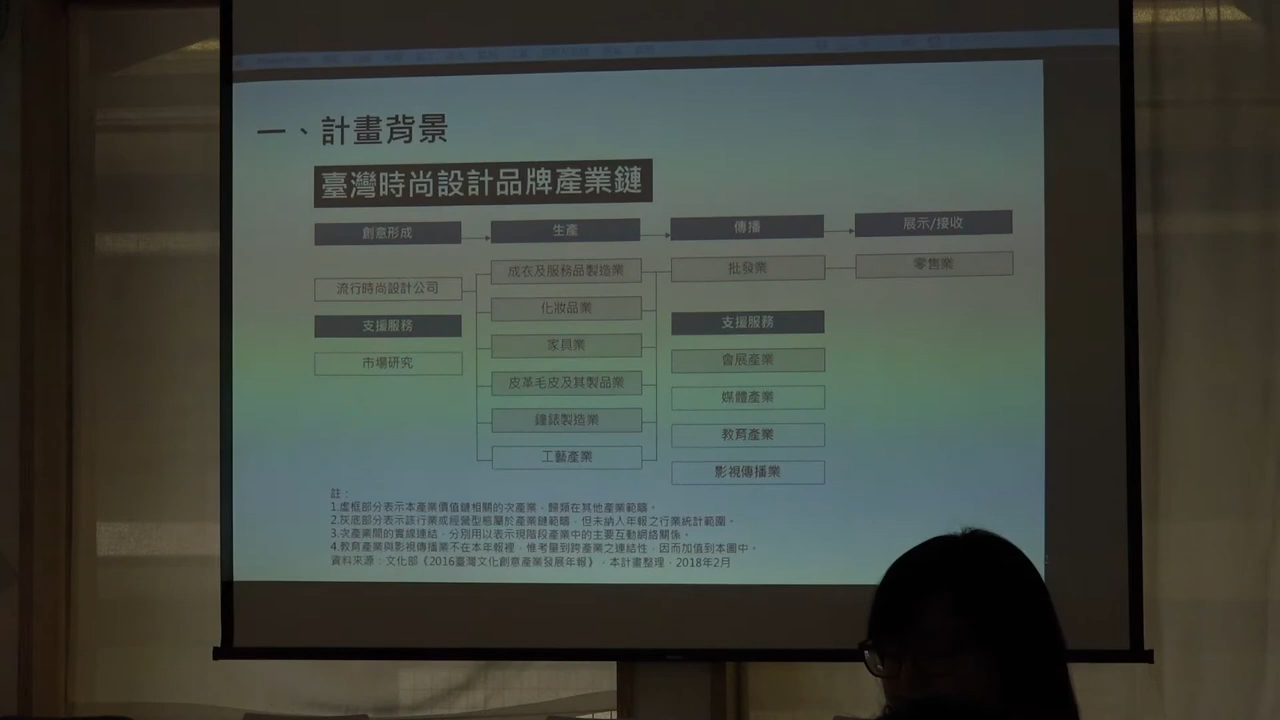 一、計畫背景
臺灣時尚設計品牌產業鏈
創意形成
生產
傳播
展示/接收
流行時尚設計公司
支援服務
市場研究
成衣及服務品製造業
化妝品業
家具業
皮革毛皮及其製品業
鐘錶製造業
工藝產業
批發業
支援服務
會展產業
媒體產業
教育產業
影視傳播業
零售業
註：
1.虛框部分表示本產業價值鏈相關的次產業，歸類在其他產業範疇。
2.灰底部分表示該行業或經營型態屬於產業鏈範疇，但未納入年報之行業統計範圍。
3.次產業間的實線連結，分別用以表示現階段產業中的主要互動網絡關係。
4.教育產業與影視傳播業不在本年報裡，惟考量到跨產業之連結性，因而加值到本圖中。
資料來源：文化部《2016臺灣文化創意產業發展年報》，本計畫整理，2018年2月